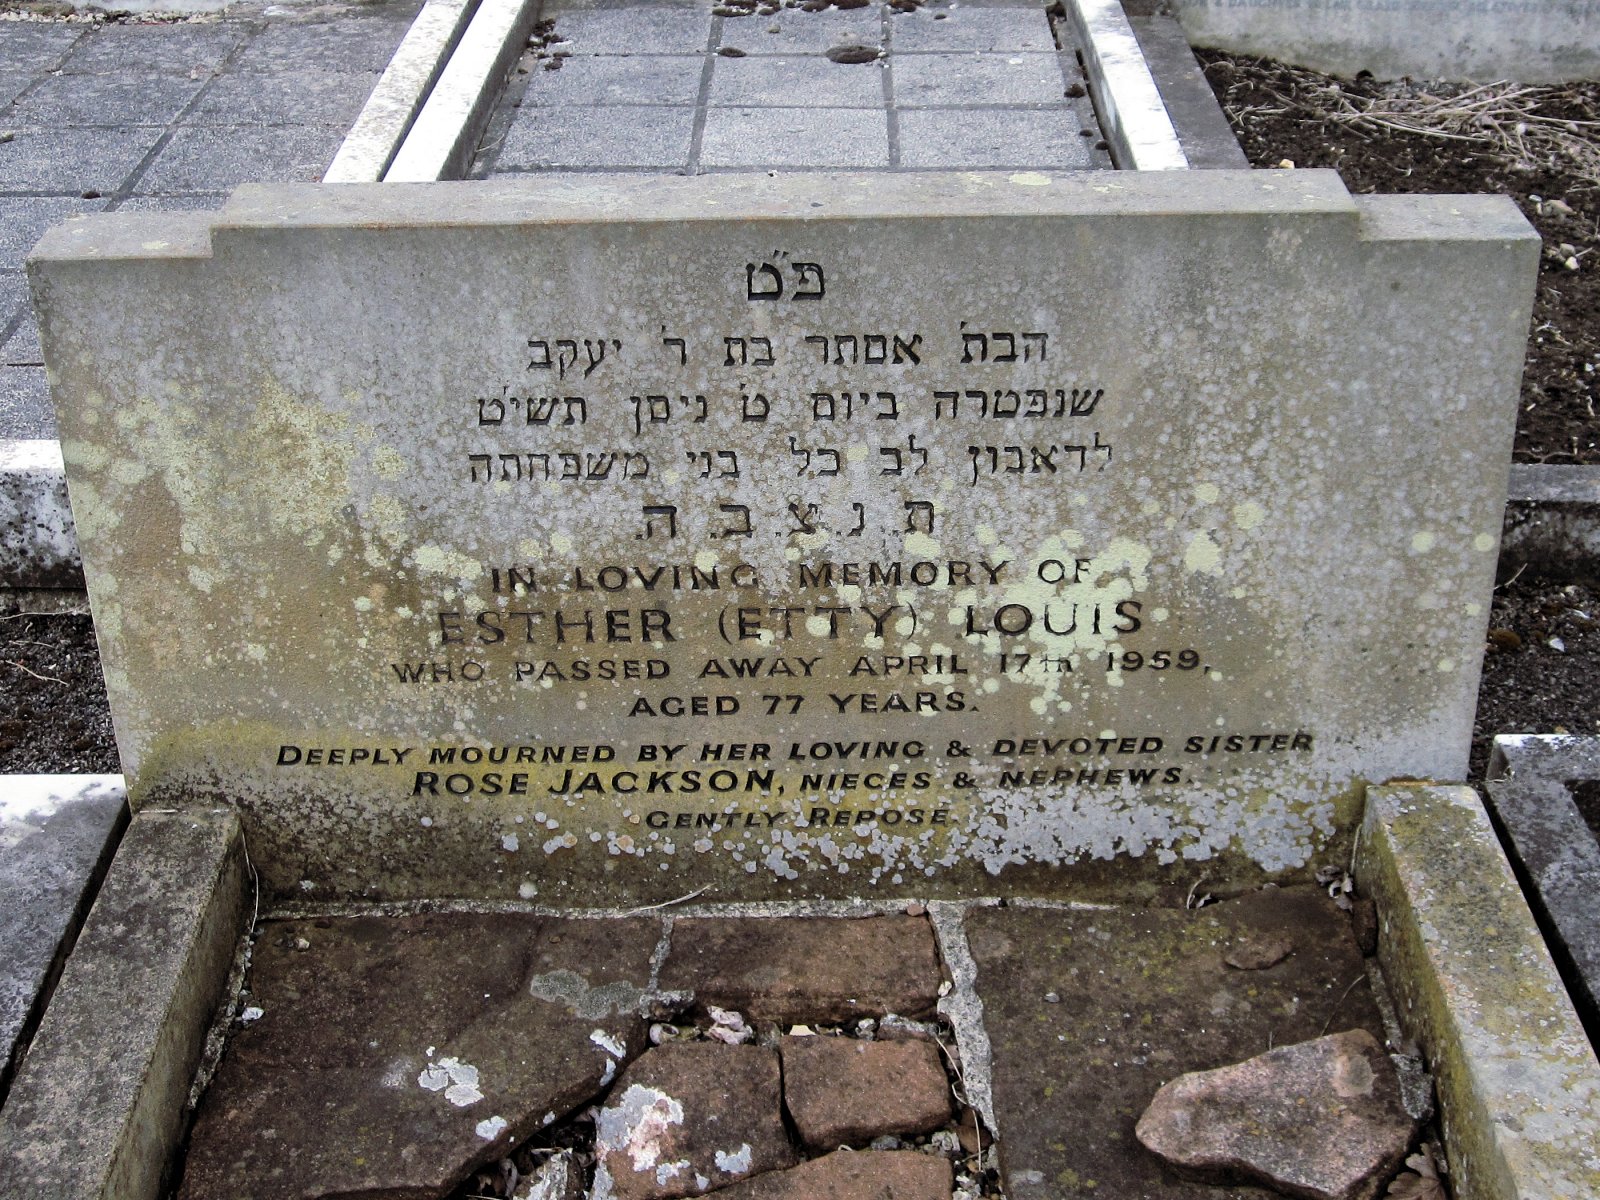 פ״ט
הבת' אסתר בת ר' יעקב
שנפטרה ביום ט' ניסן תשי'ט
לדאבון לב כל בני משפחתה
ת.נ.צ.ב.ה.
IN LOVING MEMORY OF
ESTHER (ETTY) LOUIS
WHO PASSED AWAY APRIL 17TH 1959,
AGED 77 YEARS.
DEEPLY MOURNED BY HER LOVING & DEVOTED SISTER
ROSE JACKSON, NIECES & NEPHEWS.
GENTLY REPOSE.